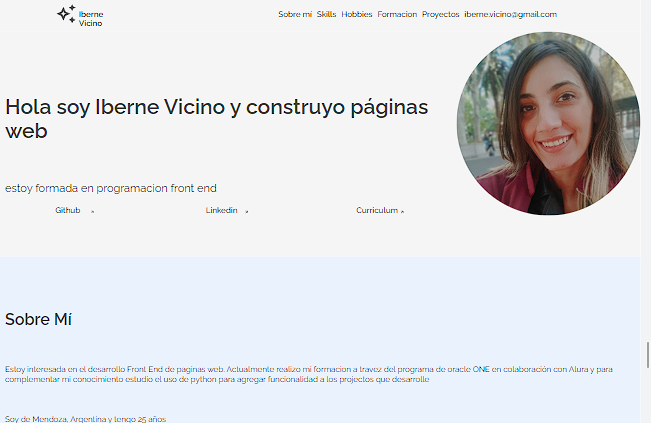 Iberne
Vicino
Sobre mi Skills Hobbies Formacion Proyectos iberne.vicino@gmail.com
Hola soy Iberne Vicino y construyo páginas
web
estoy formada en programacion front end
Github >
Linkedin >
Curriculum >
Sobre Mí
Estoy interesada en el desarrollo Front End de paginas web. Actualmente realizo mi formacion a travez del programa de oracle ONE en colaboración con Alura y para
complementar mi conocimiento estudio el uso de python para agregar funcionalidad a los projectos que desarrolle
Soy de Mendoza, Argentina y tengo 25 años